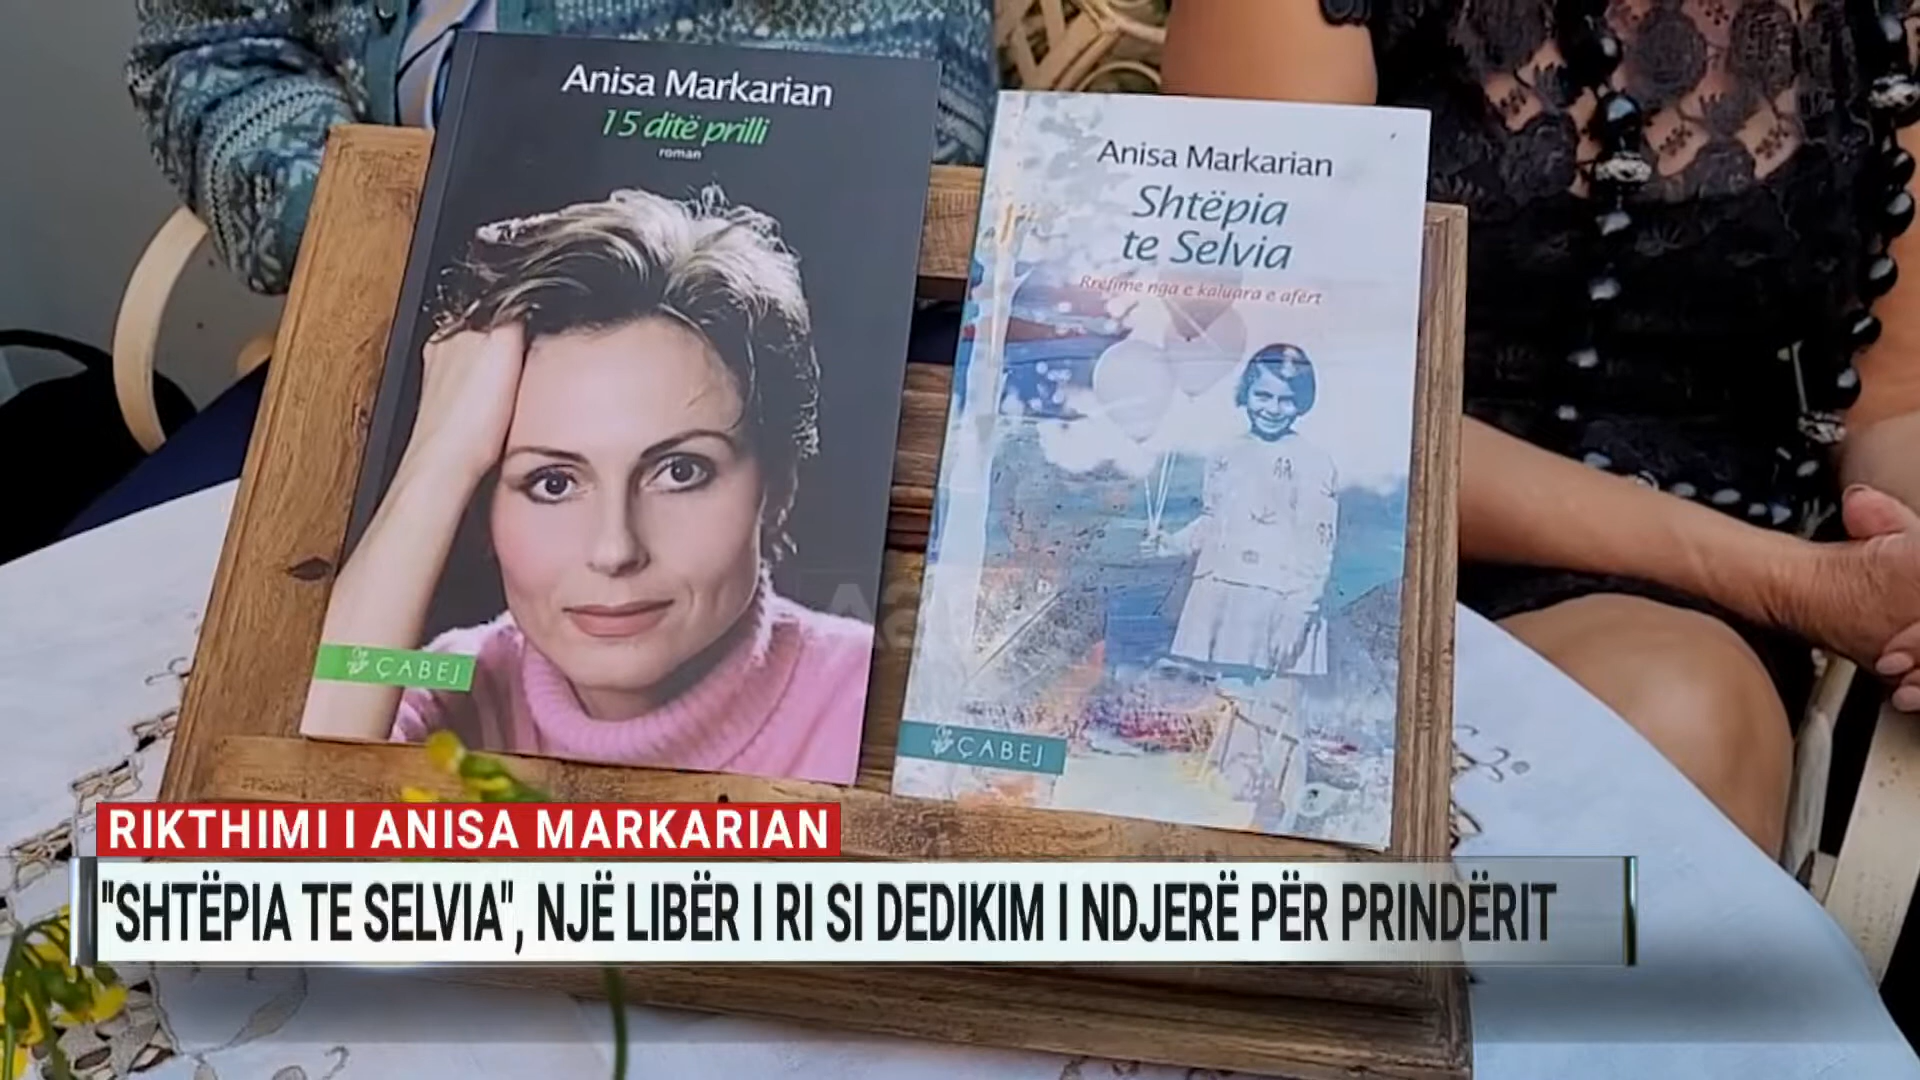 Anisa Markarian
15 ditë prilli
roman
ÇABEJ
Anisa Markarian
Shtëpia
te Selvia
Rrëfime nga e kaluara e afërt
ÇABEJ
RIKTHIMI I ANISA MARKARIAN
"SHTËPIA TE SELVIA", NJË LIBËR I RI SI DEDIKIM I NDJERË PËR PRINDËRIT